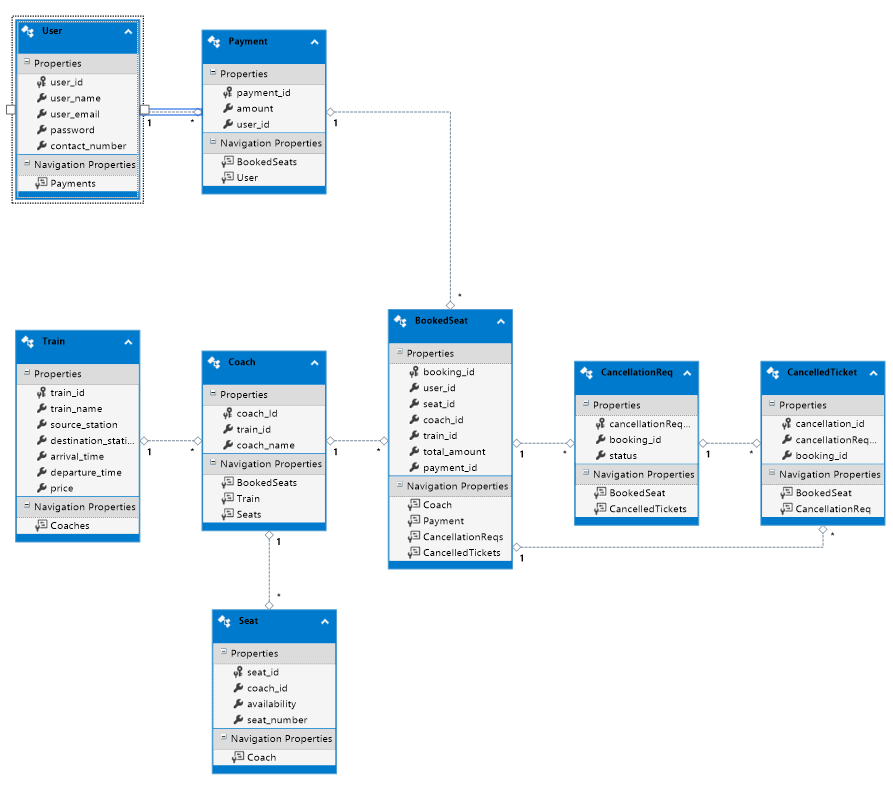 User
Properties
user_id
user_name
user_email
password
contact_number
Navigation Properties
Payments
1
*
Payment
Properties
payment_id
amount
user_id
Navigation Properties
BookedSeats
User
1
*
Train
Properties
train_id
train_name
source_station
destination_stati...
arrival_time
departure_time
price
Navigation Properties
Coaches
1
*
Coach
Properties
coach_Id
train_id
coach_name
Navigation Properties
BookedSeats
Train
Seats
1
*
1
*
Seat
Properties
seat_id
coach_id
availability
seat_number
Navigation Properties
Coach
BookedSeat
Properties
booking_id
user_id
seat_id
coach_id
train_id
total_amount
payment_id
Navigation Properties
Coach
Payment
CancellationReqs
CancelledTickets
1
*
1
*
CancellationReq
Properties
cancellationReq...
booking_id
status
Navigation Properties
BookedSeat
CancelledTickets
1
*
CancelledTicket
Properties
cancellation_id
cancellationReq...
booking_id
Navigation Properties
BookedSeat
CancellationReq